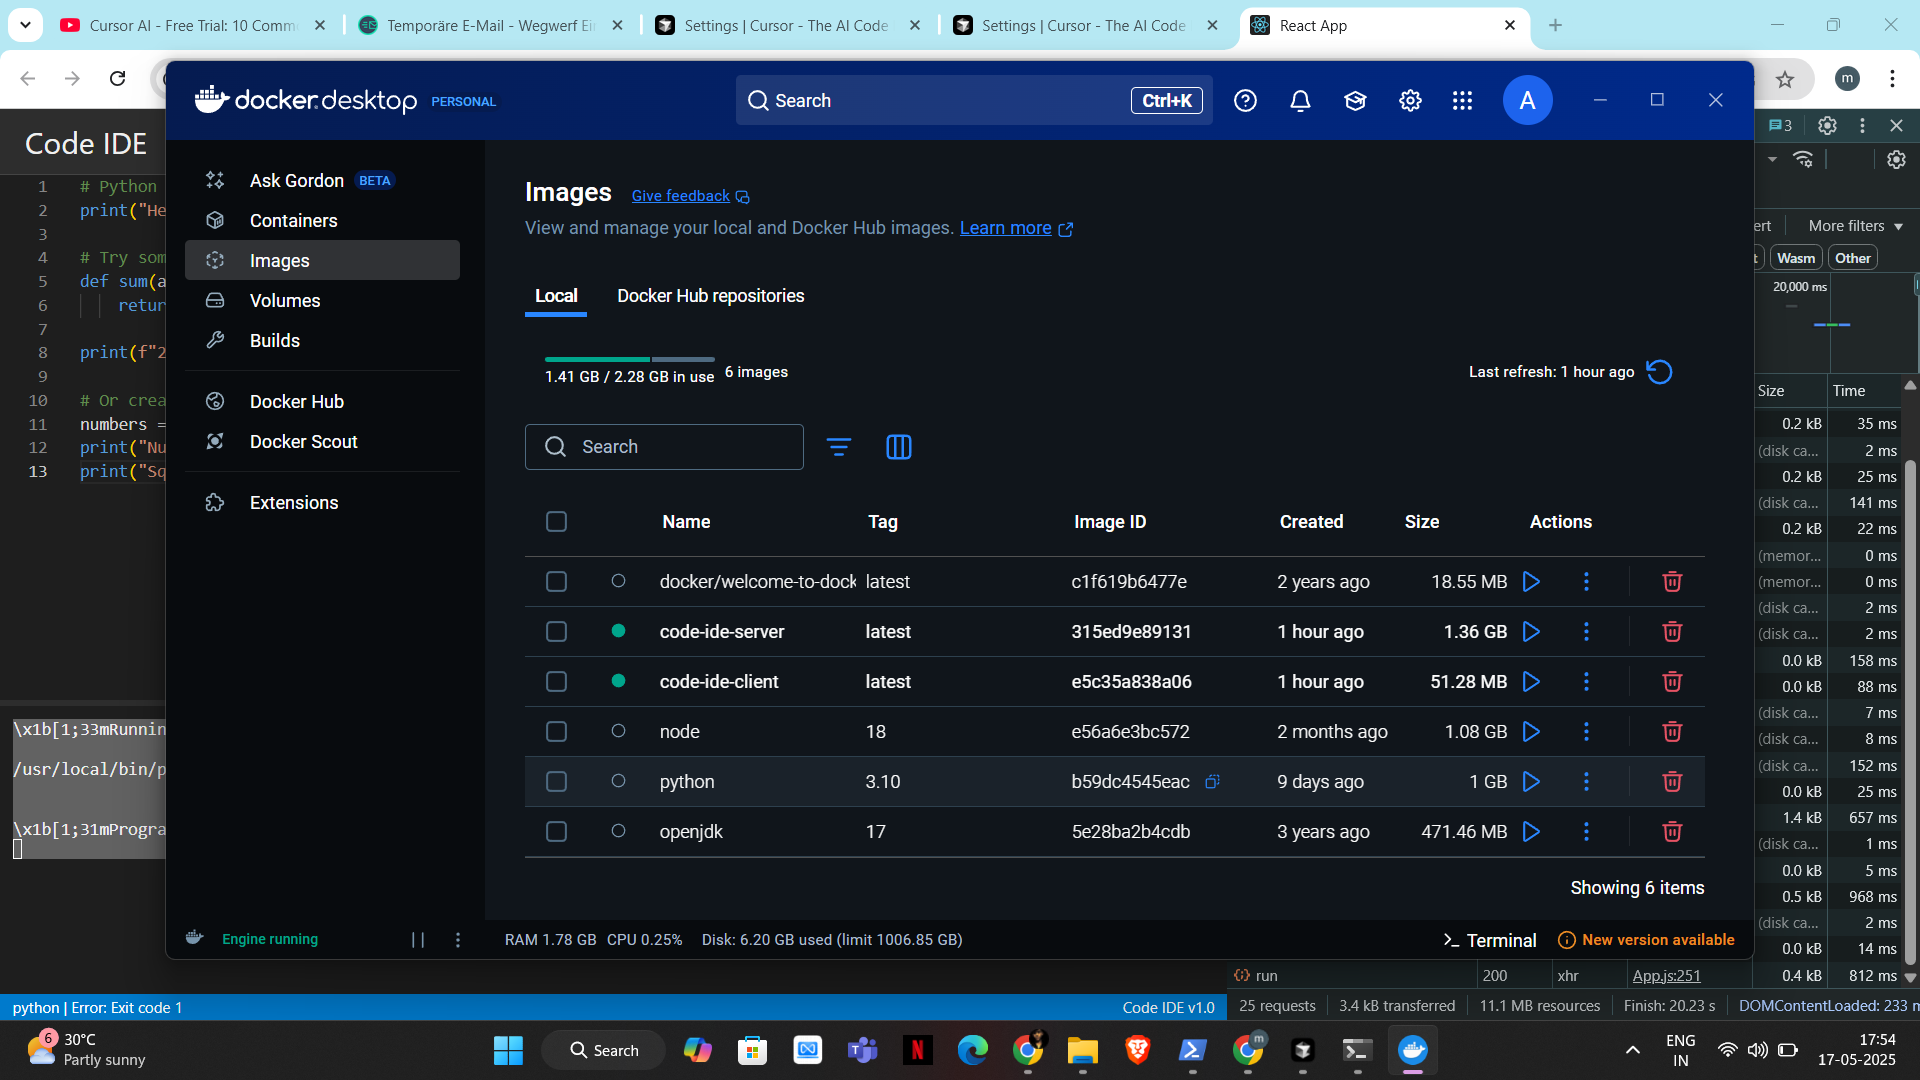 Cursor AI - Free Trial: 10 Comm
Temporäre E-Mail - Wegwerf Ei
Settings | Cursor - The AI Code
Settings | Cursor - The AI Code
React App
m
docker.desktop PERSONAL
Search
Ctrl+K
A
Code IDE
3
1 # Python
2 print("He
3
4 # Try som
5 def sum(a
6 retur
7
8 print(f"2
9
10 # Or crea
11 numbers =
12 print("Nu
13 print("Sq
\x1b[1;33mRunnin
/usr/local/bin/p
\x1b[1;31mProgra
Ask Gordon BETA
Containers
Images
Volumes
Builds
Docker Hub
Docker Scout
Extensions
Images Give feedback
View and manage your local and Docker Hub images. Learn more
Local
Docker Hub repositories
1.41 GB / 2.28 GB in use 6 images
Last refresh: 1 hour ago
Search
Name Tag Image ID Created Size Actions
docker/welcome-to-dock latest c1f619b6477e 2 years ago 18.55 MB
code-ide-server latest 315ed9e89131 1 hour ago 1.36 GB
code-ide-client latest e5c35a838a06 1 hour ago 51.28 MB
node 18 e56a6e3bc572 2 months ago 1.08 GB
python 3.10 b59dc4545eac 9 days ago 1 GB
openjdk 17 5e28ba2b4cdb 3 years ago 471.46 MB
Showing 6 items
Engine running
RAM 1.78 GB CPU 0.25% Disk: 6.20 GB used (limit 1006.85 GB)
Terminal
New version available
ert More filters
t Wasm Other
20,000 ms
Size Time
0.2 kB 35 ms
(disk ca... 2 ms
0.2 kB 25 ms
(disk ca... 141 ms
0.2 kB 22 ms
(memor... 0 ms
(memor... 0 ms
(disk ca... 2 ms
(disk ca... 2 ms
0.0 kB 158 ms
0.0 kB 88 ms
(disk ca... 7 ms
(disk ca... 8 ms
(disk ca... 152 ms
0.0 kB 25 ms
1.4 kB 657 ms
(disk ca... 1 ms
0.0 kB 5 ms
0.5 kB 968 ms
(disk ca... 2 ms
0.0 kB 14 ms
run 200 xhr App.js:251 0.4 kB 812 ms
python | Error: Exit code 1
Code IDE v1.0
25 requests 3.4 kB transferred 11.1 MB resources Finish: 20.23 s DOMContentLoaded: 233 m
6
30°C
Partly sunny
Search
m
ENG
IN
17:54
17-05-2025